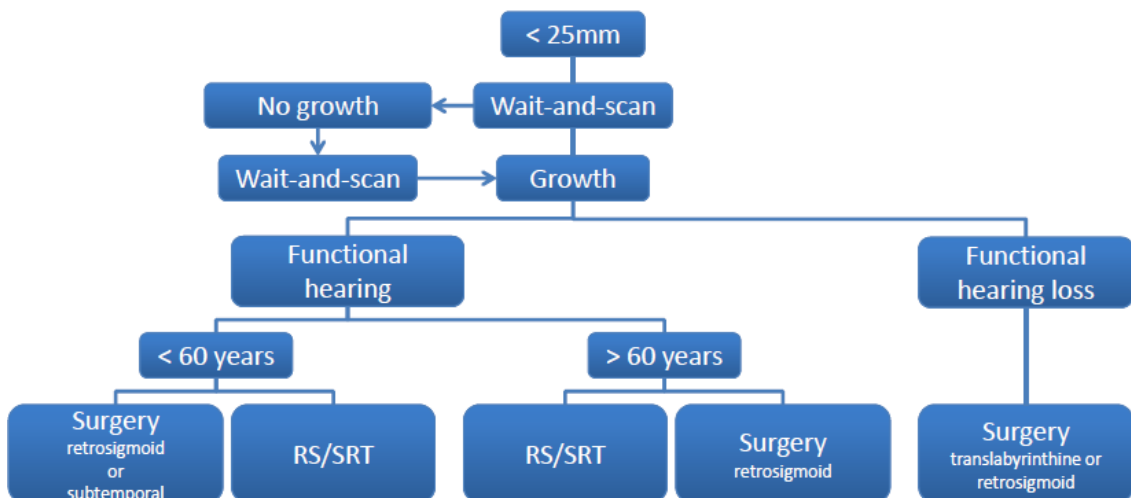 < 25mm
No growth
Wait-and-scan
Wait-and-scan
Growth
Functional
hearing
Functional
hearing loss
< 60 years
> 60 years
Surgery
retrosigmoid
or
subtemporal
RS/SRT
RS/SRT
Surgery
retrosigmoid
Surgery
translabyrinthine or
retrosigmoid